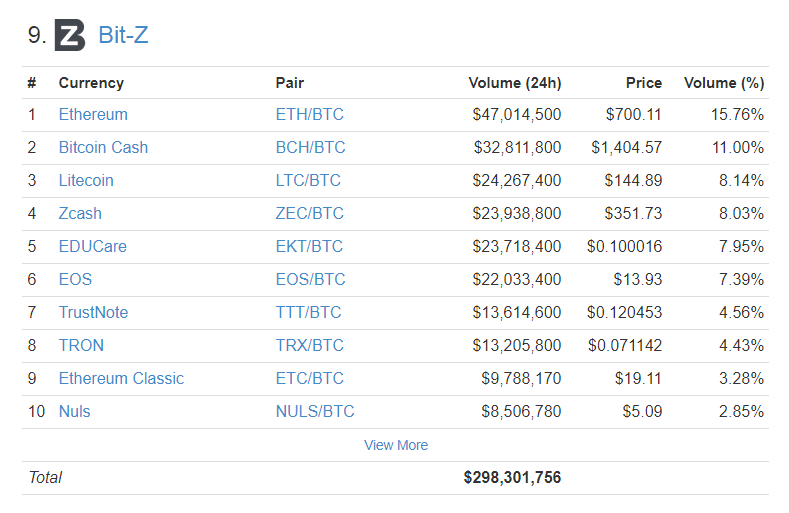 9. Bit-Z
# Currency Pair Volume (24h) Price Volume (%)
1 Ethereum ETH/BTC $47,014,500 $700.11 15.76%
2 Bitcoin Cash BCH/BTC $32,811,800 $1,404.57 11.00%
3 Litecoin LTC/BTC $24,267,400 $144.89 8.14%
4 Zcash ZEC/BTC $23,938,800 $351.73 8.03%
5 EDUCare EKT/BTC $23,718,400 $0.100016 7.95%
6 EOS EOS/BTC $22,033,400 $13.93 7.39%
7 TrustNote TTT/BTC $13,614,600 $0.120453 4.56%
8 TRON TRX/BTC $13,205,800 $0.071142 4.43%
9 Ethereum Classic ETC/BTC $9,788,170 $19.11 3.28%
10 Nuls NULS/BTC $8,506,780 $5.09 2.85%
View More
Total $298,301,756